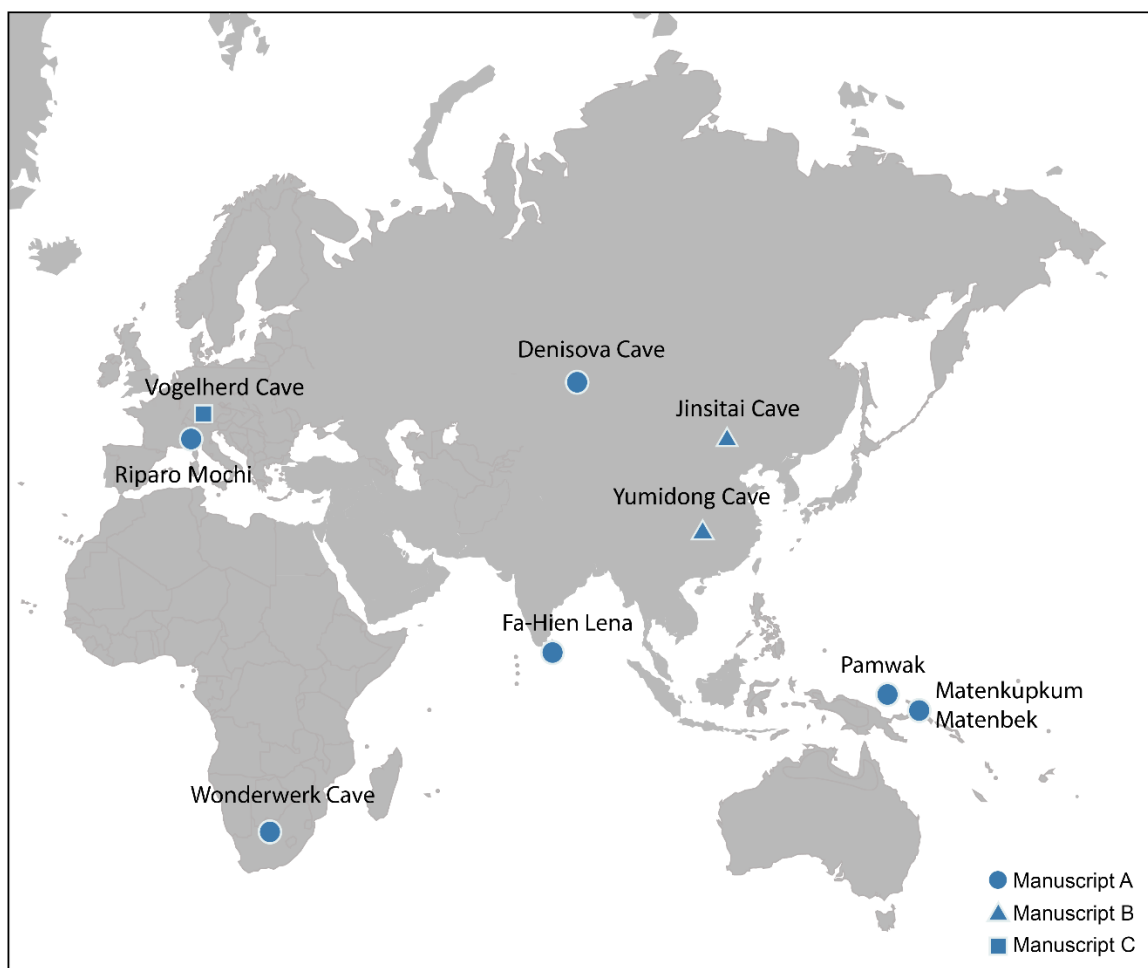 Denisova Cave
Vogelherd Cave
Jinsitai Cave
Riparo Mochi
Yumidong Cave
Fa-Hien Lena
Pamwak
Matenkupkum
Matenbek
Wonderwerk Cave
Manuscript A
Manuscript B
Manuscript C